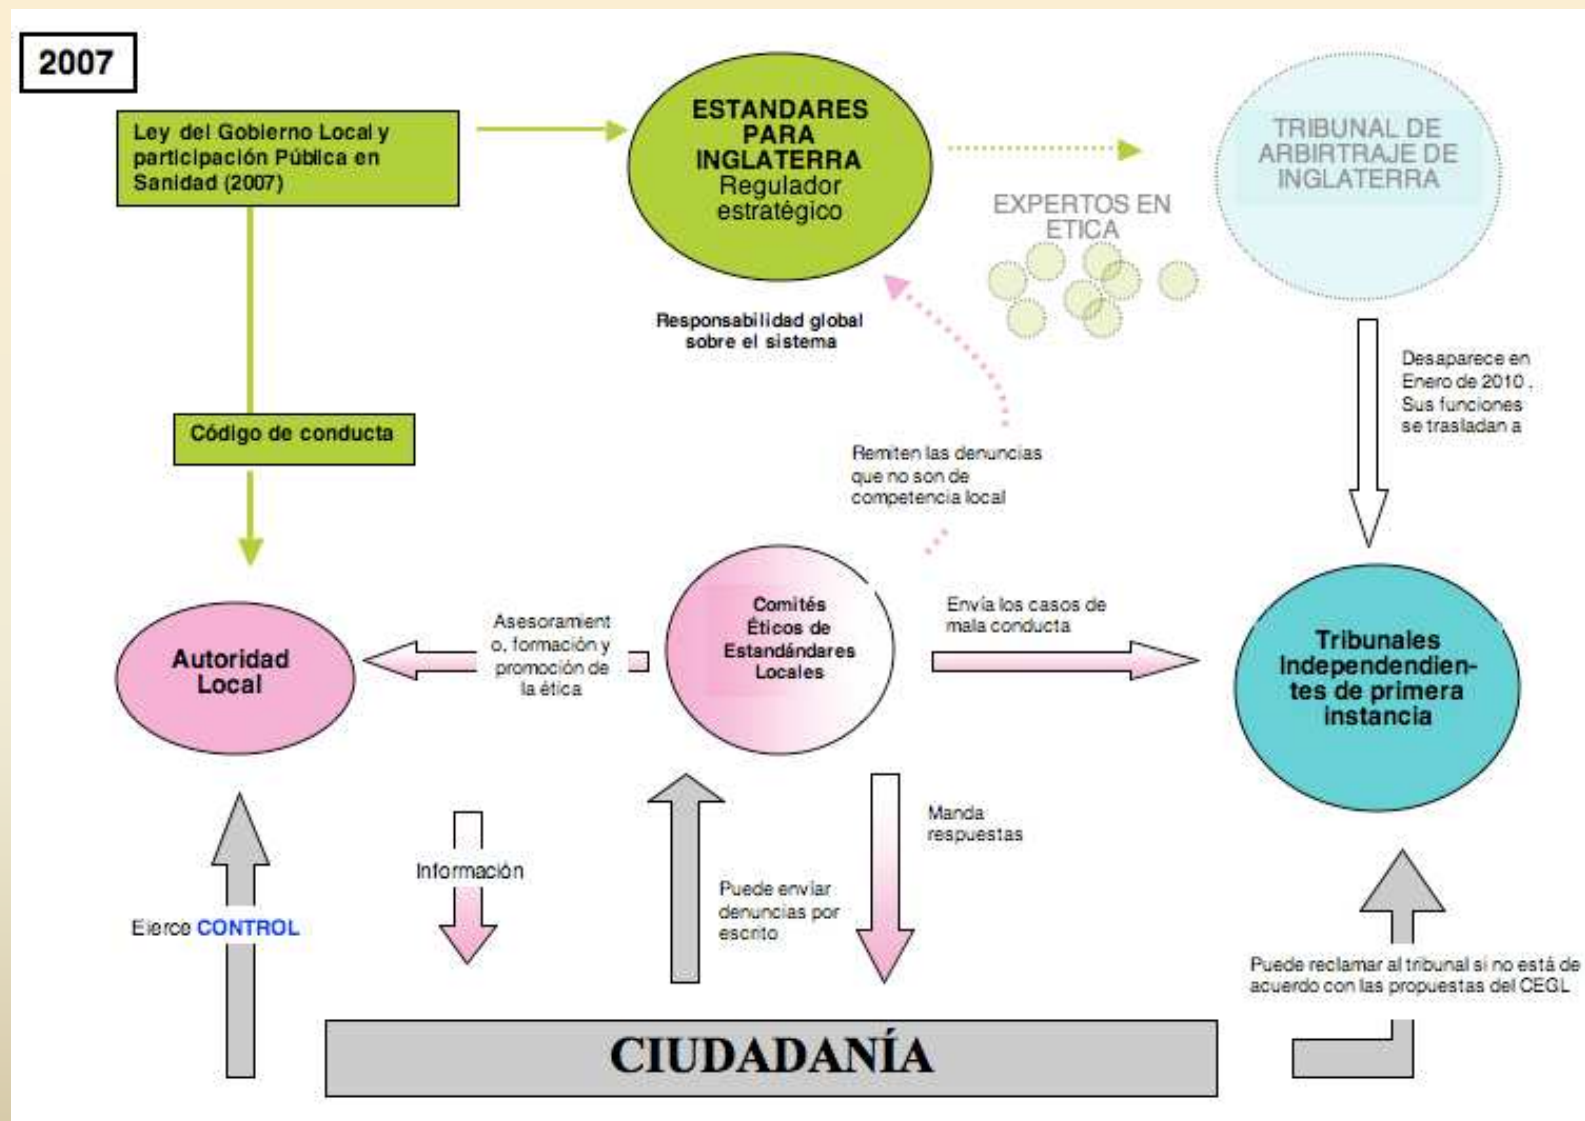 2007
Ley del Gobierno Local y
participación Pública en
Sanidad (2007)
ESTANDARES
PARA
INGLATERRA
Regulador
estratégico
TRIBUNAL DE
ARBIRTRAJE DE
INGLATERRA
EXPERTOS EN
ETICA
Responsabilidad global
sobre el sistema
Desaparece en
Enero de 2010 .
Sus funciones
se trasladan a
Código de conducta
Remiten las denuncias
que no son de
competencia local
Autoridad
Local
Asesoramient
o, formación y
promoción de
la ética
Comités
Éticos de
Estandándares
Locales
Envía los casos de
mala conducta
Tribunales
Independendien-
tes de primera
instancia
Eierce CONTROL
Información
Puede envíar
denuncias por
escrito
Manda
respuestas
Puede reclamar al tribunal si no está de
acuerdo con las propuestas del CEGL
CIUDADANÍA